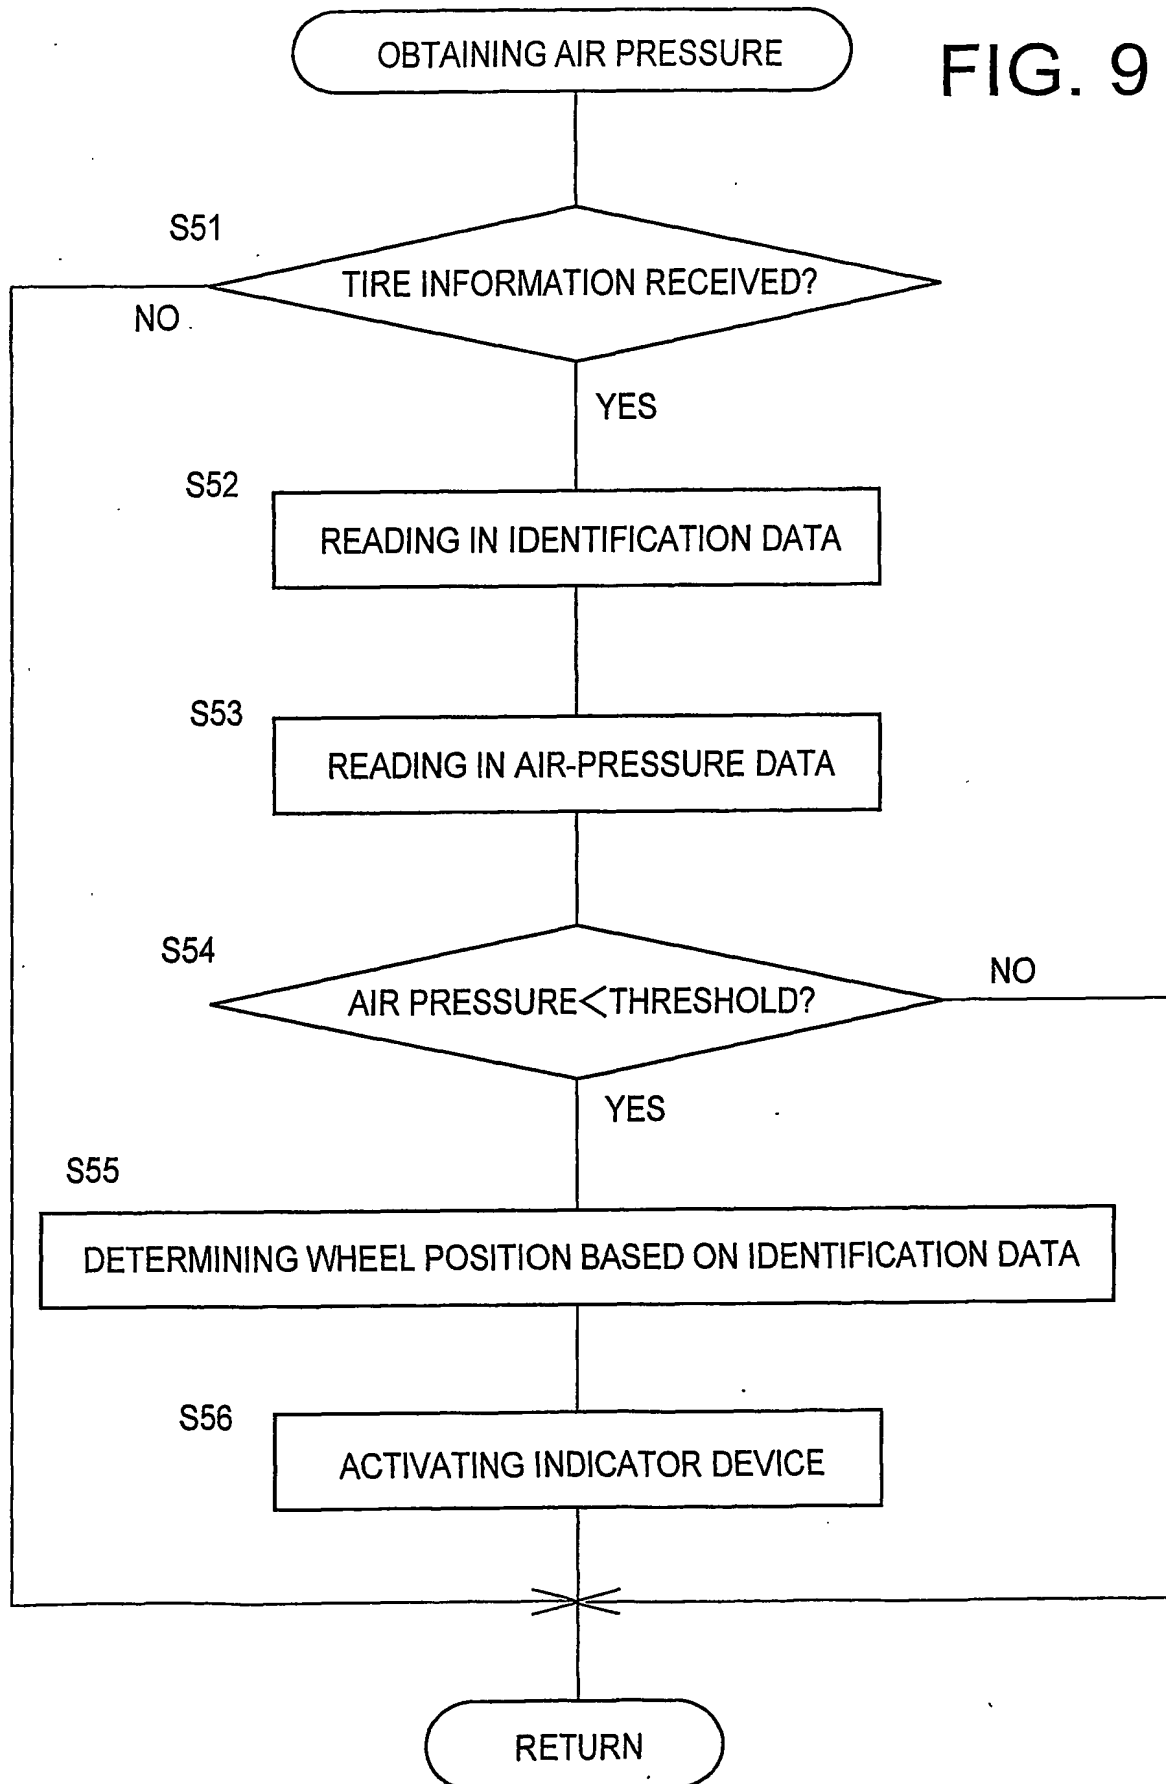 OBTAINING AIR PRESSURE
FIG. 9
S51
TIRE INFORMATION RECEIVED?
NO
YES
S52
READING IN IDENTIFICATION DATA
S53
READING IN AIR-PRESSURE DATA
S54
AIR PRESSURE<THRESHOLD?
NO
YES
S55
DETERMINING WHEEL POSITION BASED ON IDENTIFICATION DATA
S56
ACTIVATING INDICATOR DEVICE
RETURN